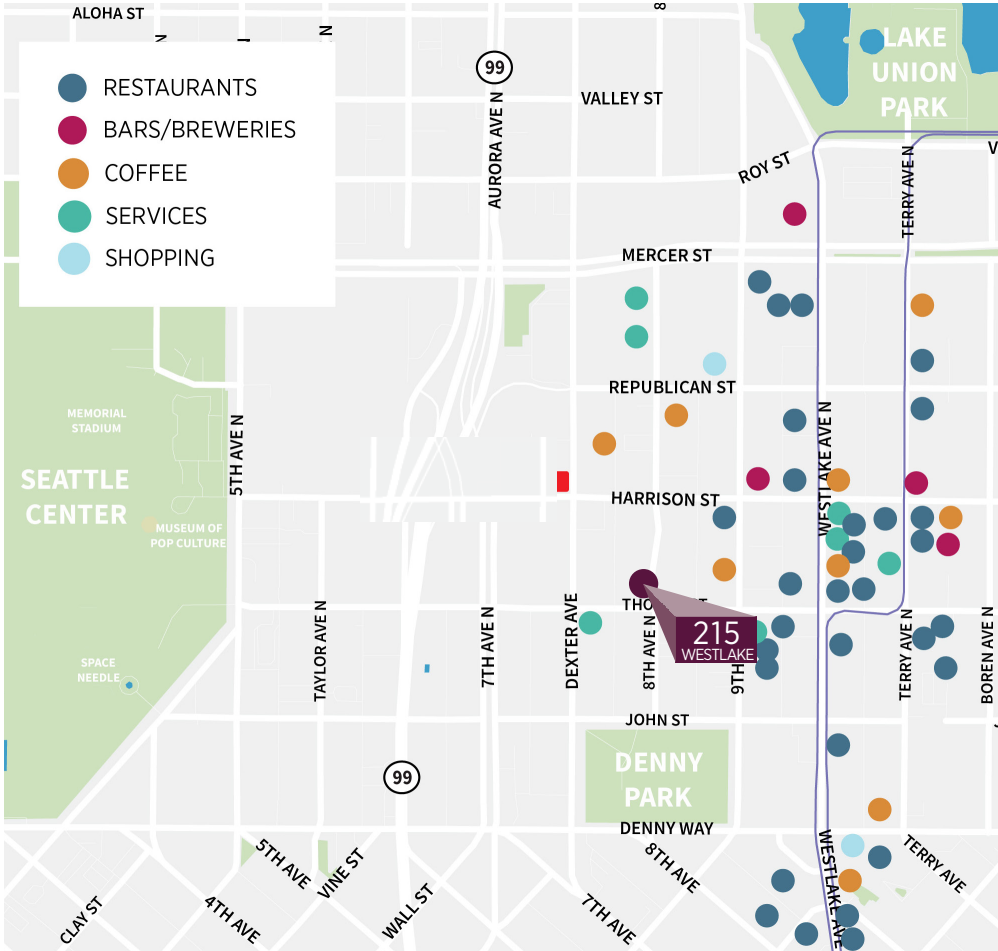 ALOHA ST
N
N
8
99
LAKE
UNION
PARK
RESTAURANTS
BARS/BREWERIES
COFFEE
SERVICES
SHOPPING
VALLEY ST
AURORA AVE N
ROY ST
TERRY AVE N
V
MERCER ST
REPUBLICAN ST
MEMORIAL
STADIUM
SEATTLE
CENTER
5TH AVE N
WESTLAKE AVE N
HARRISON ST
MUSEUM OF
POP CULTURE
215
WESTLAKE
TAYLOR AVE N
7TH AVE N
DEXTER AVE
8TH AVE N
9TH
TERRY AVE N
BOREN AVE N
SPACE
NEEDLE
JOHN ST
DENNY
PARK
99
DENNY WAY
5TH AVE
VINE ST
8TH AVE
WESTLAKE AVE
TERRY AVE
CLAY ST
4TH AVE
WALL ST
7TH AVE